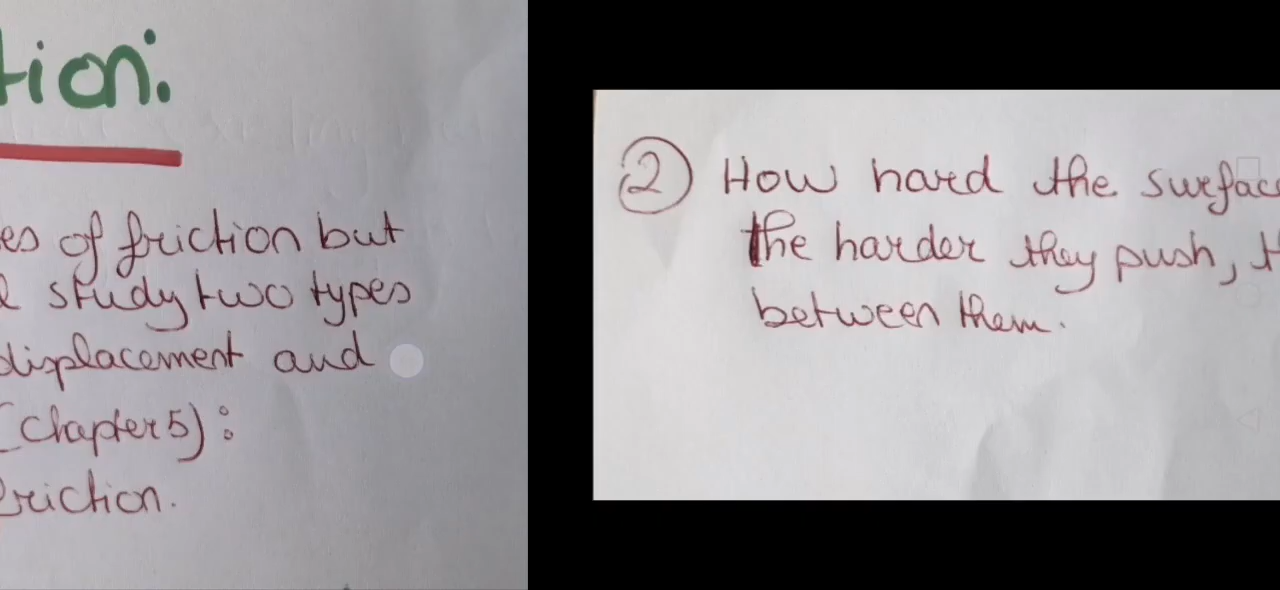 tion:
es of friction but
l study two types
displacement and
(chapter 5):
friction.
② How hard the surfac
the harder they push, t
between them.